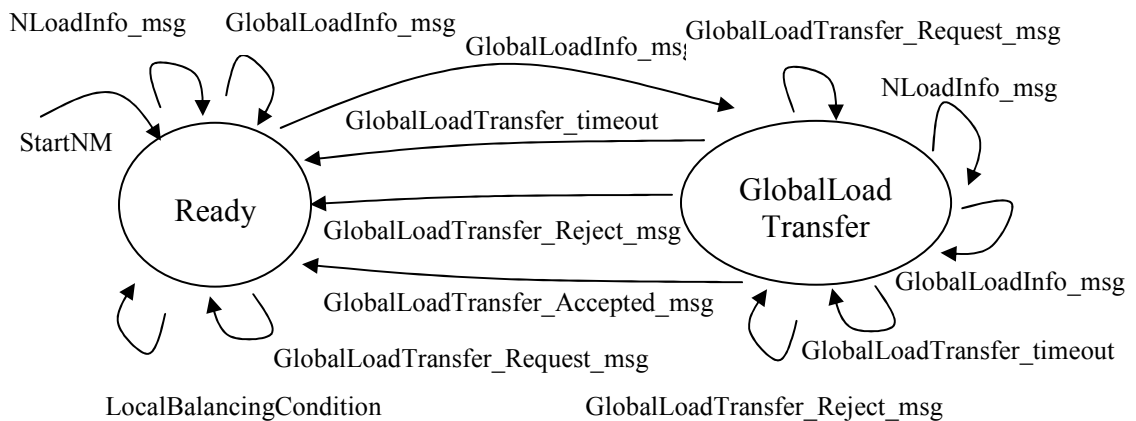 NLoadInfo_msg
GlobalLoadInfo_msg
GlobalLoadInfo_msg
GlobalLoadTransfer_Request_msg
NLoadInfo_msg
StartNM
GlobalLoadTransfer_timeout
Ready
GlobalLoad
Transfer
GlobalLoadTransfer_Reject_msg
GlobalLoadInfo_msg
GlobalLoadTransfer_Accepted_msg
GlobalLoadTransfer_Request_msg
GlobalLoadTransfer_timeout
LocalBalancingCondition
GlobalLoadTransfer_Reject_msg